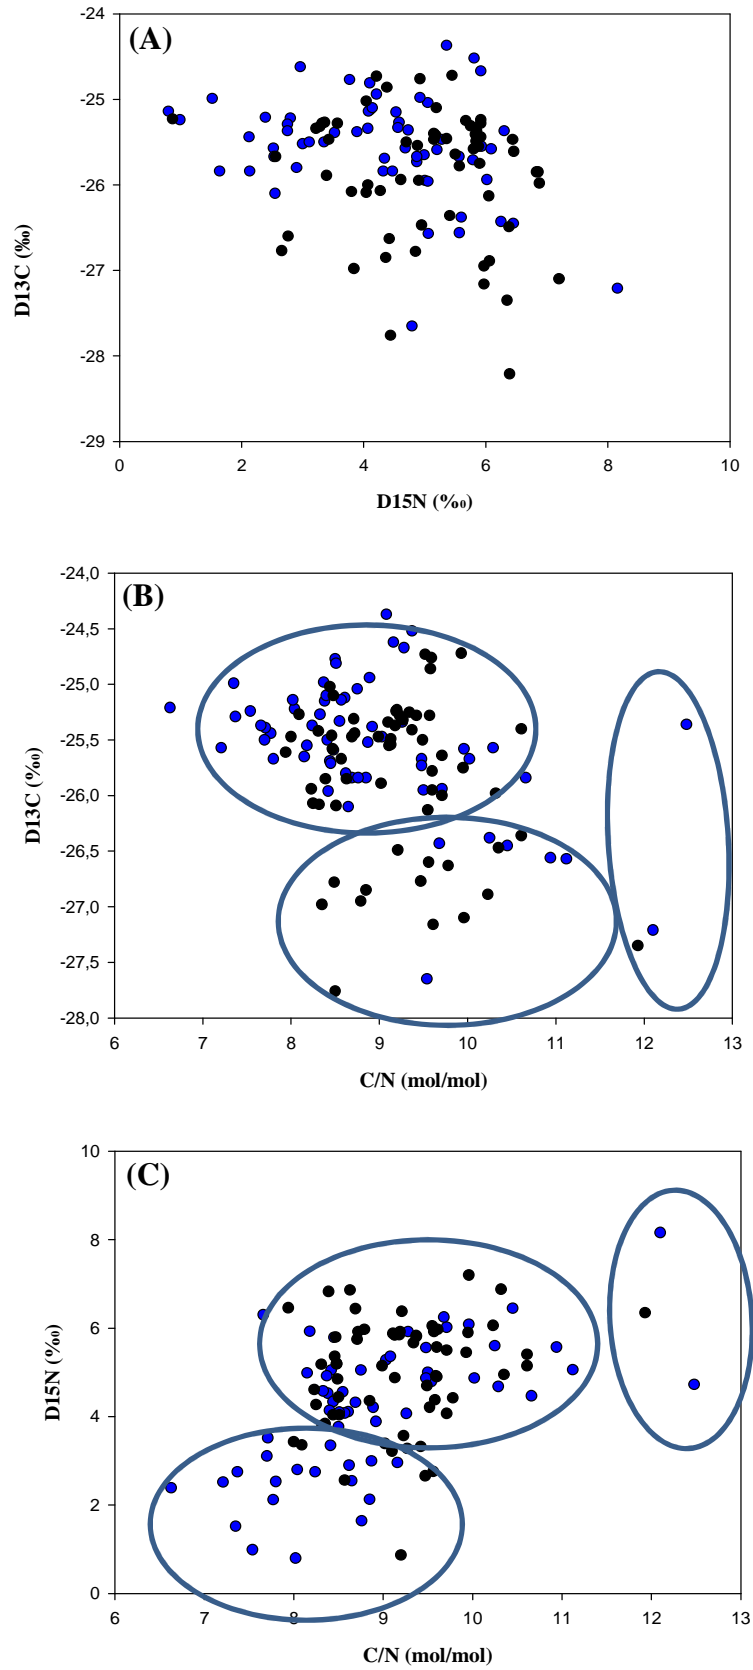 (A)
-24
-25
-26
-27
-28
-29
D13C (‰)
0 2 4 6 8 10
D15N (‰)
(B)
-24,0
-24,5
-25,0
-25,5
-26,0
-26,5
-27,0
-27,5
-28,0
D13C (‰)
6 7 8 9 10 11 12 13
C/N (mol/mol)
(C)
10
8
6
4
2
0
D15N (‰)
6 7 8 9 10 11 12 13
C/N (mol/mol)